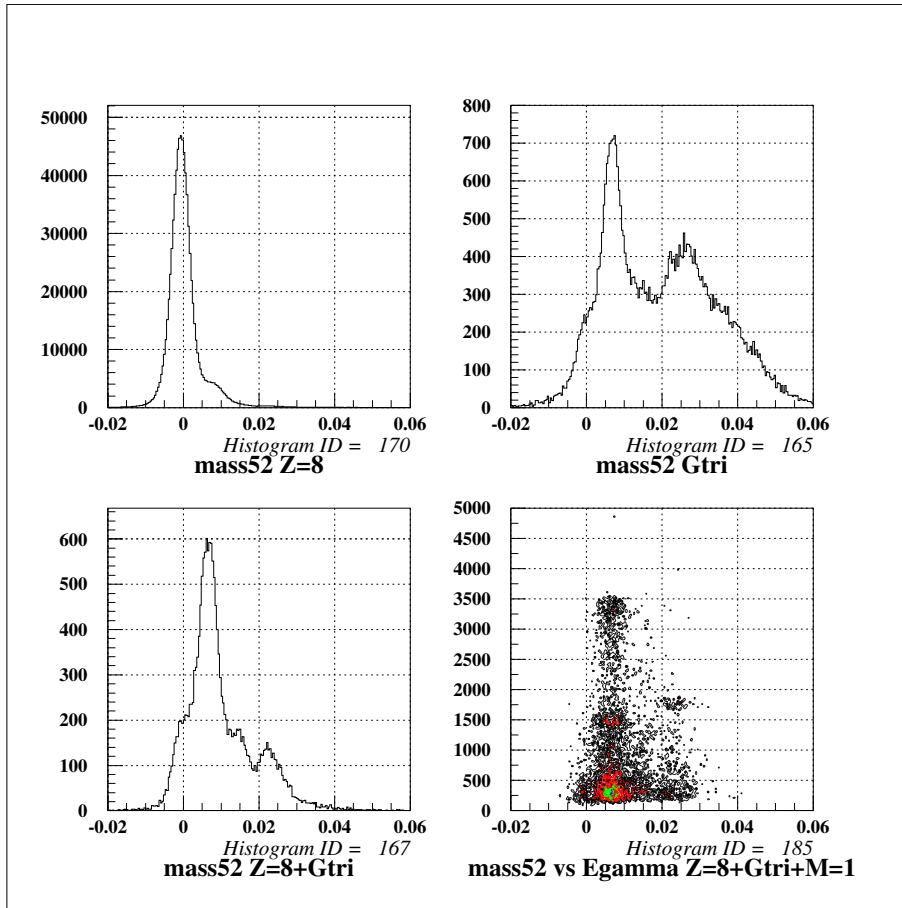 50000
40000
30000
20000
10000
0
-0.02 0 0.02 0.04 0.06
Histogram ID = 170
mass52 Z=8
800
700
600
500
400
300
200
100
0
-0.02 0 0.02 0.04 0.06
Histogram ID = 165
mass52 Gtri
600
500
400
300
200
100
0
-0.02 0 0.02 0.04 0.06
Histogram ID = 167
mass52 Z=8+Gtri
5000
4500
4000
3500
3000
2500
2000
1500
1000
500
0
-0.02 0 0.02 0.04 0.06
Histogram ID = 185
mass52 vs Egamma Z=8+Gtri+M=1